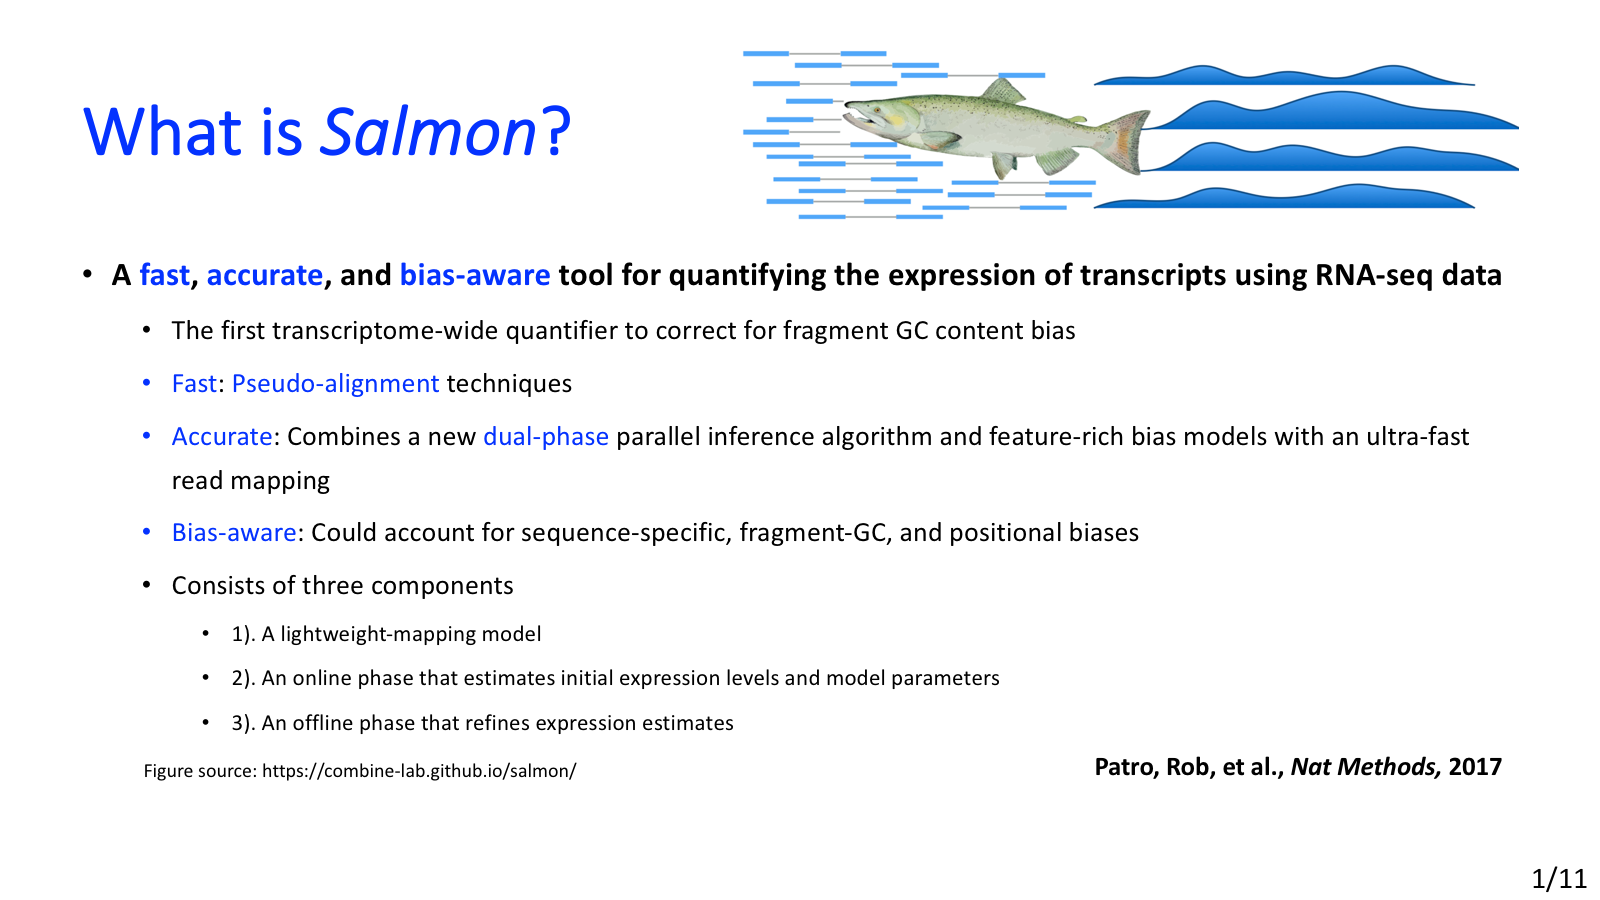 What is Salmon?
• A fast, accurate, and bias-aware tool for quantifying the expression of transcripts using RNA-seq data
• The first transcriptome-wide quantifier to correct for fragment GC content bias
• Fast: Pseudo-alignment techniques
• Accurate: Combines a new dual-phase parallel inference algorithm and feature-rich bias models with an ultra-fast
read mapping
• Bias-aware: Could account for sequence-specific, fragment-GC, and positional biases
• Consists of three components
• 1). A lightweight-mapping model
• 2). An online phase that estimates initial expression levels and model parameters
• 3). An offline phase that refines expression estimates
Figure source: https://combine-lab.github.io/salmon/
Patro, Rob, et al., Nat Methods, 2017
1/11